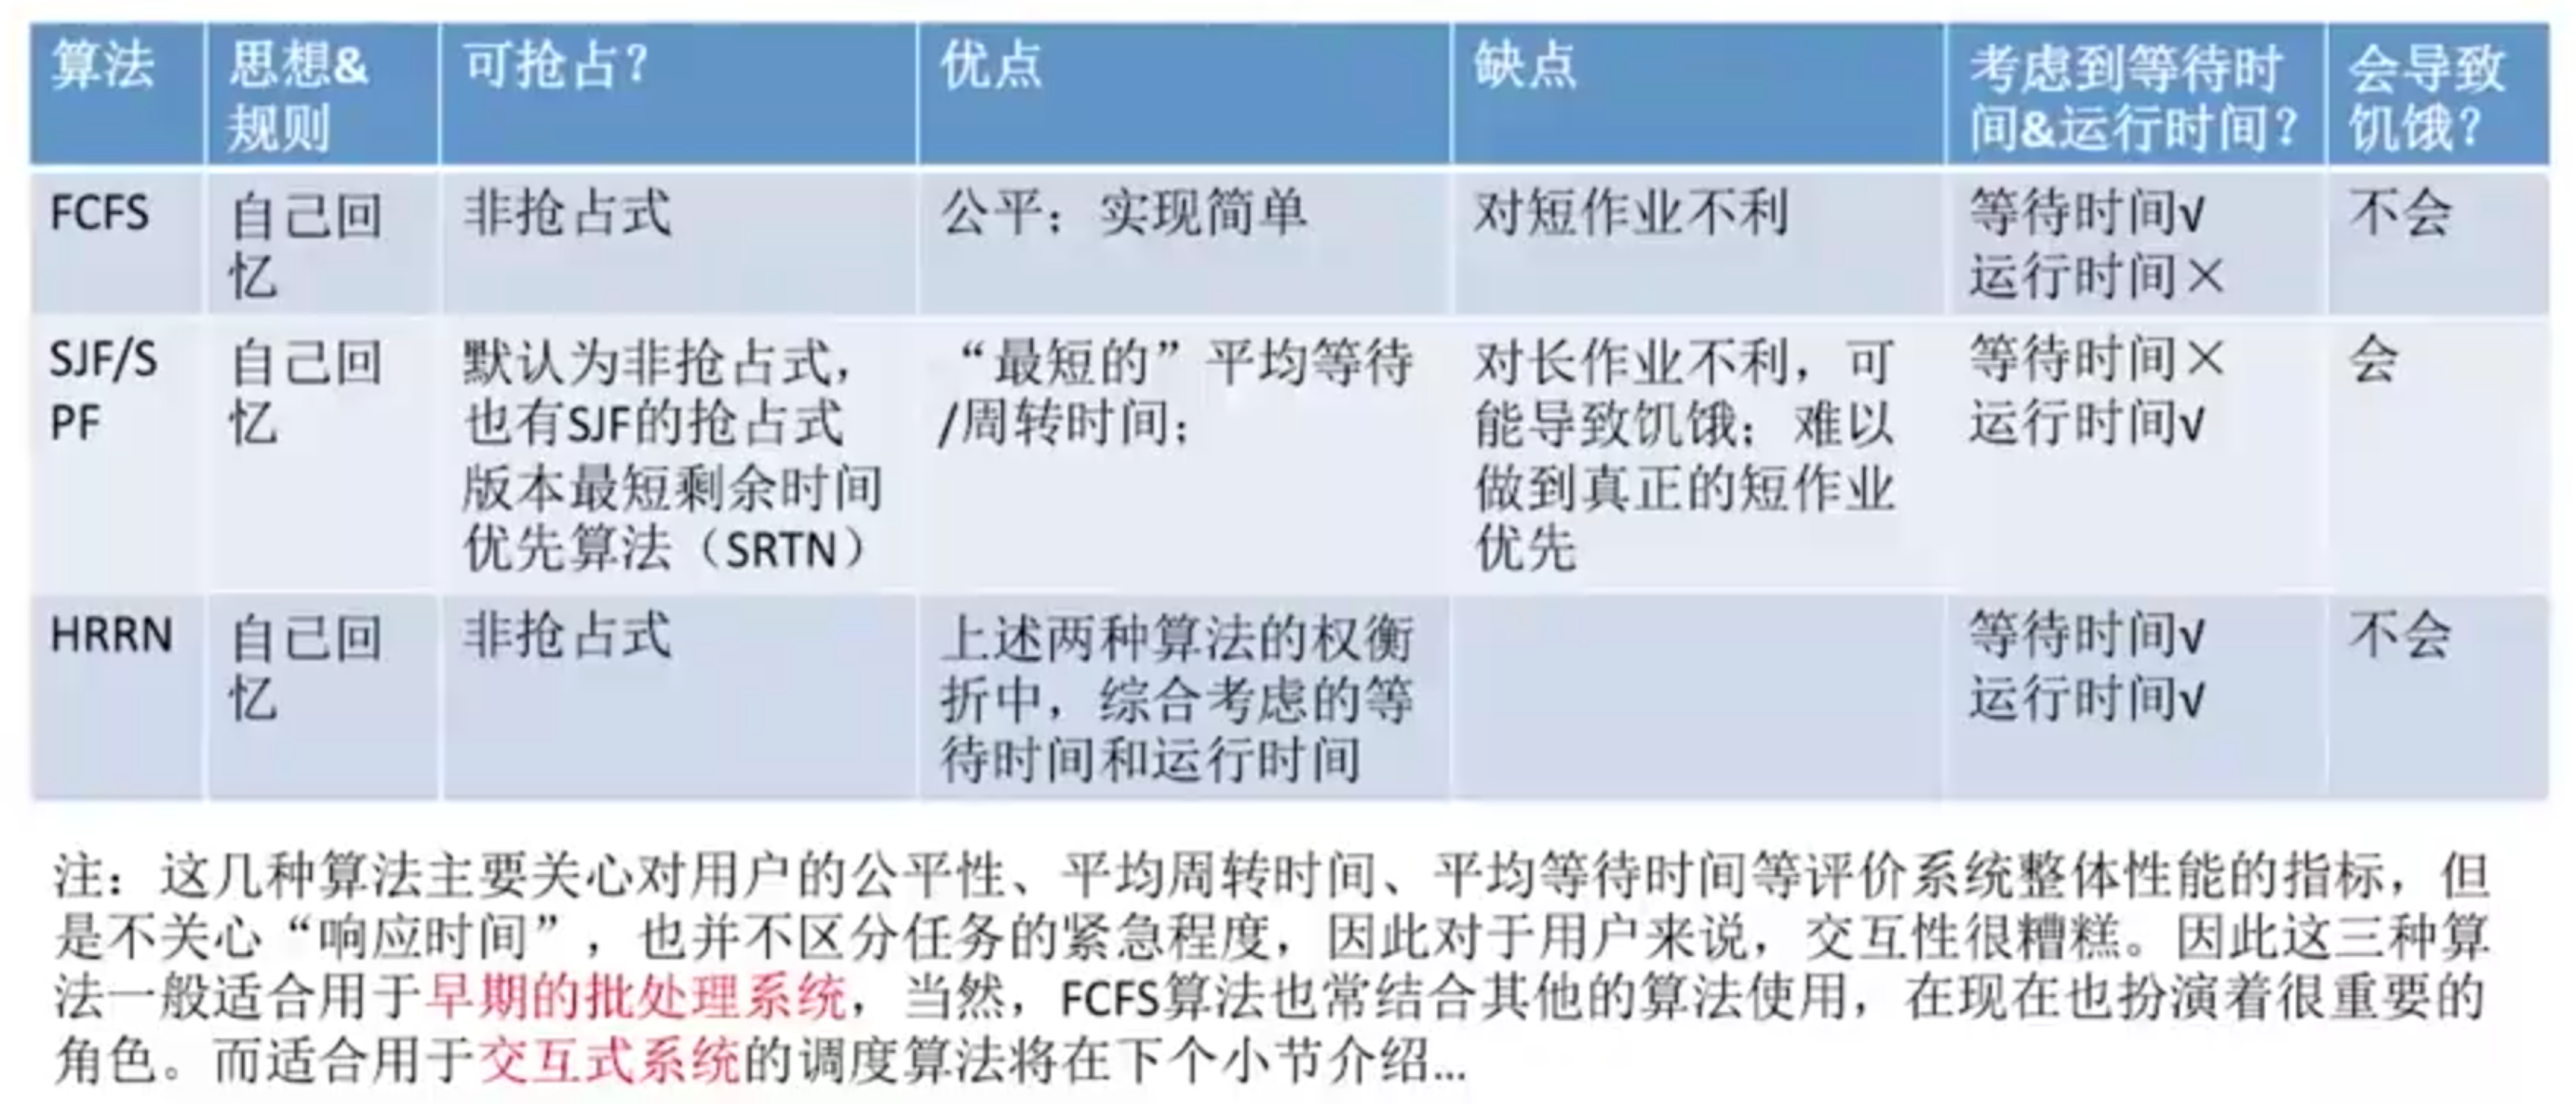 算法 思想& 可抢占？ 优点 缺点 考虑到等待时 会导致
规则 间&运行时间？ 饥饿？
FCFS 自己回 非抢占式 公平；实现简单 对短作业不利 等待时间√ 不会
忆 运行时间×
SJF/S 自己回 默认为非抢占式， “最短的”平均等待 对长作业不利，可 等待时间× 会
PF 忆 也有SJF的抢占式 /周转时间； 能导致饥饿；难以 运行时间√
版本最短剩余时间 做到真正的短作业
优先算法（SRTN） 优先
HRRN 自己回 非抢占式 上述两种算法的权衡 等待时间√ 不会
忆 折中，综合考虑的等 运行时间√
待时间和运行时间
注：这几种算法主要关心对用户的公平性、平均周转时间、平均等待时间等评价系统整体性能的指标，但
是不关心“响应时间”，也并不区分任务的紧急程度，因此对于用户来说，交互性很糟糕。因此这三种算
法一般适合用于早期的批处理系统，当然，FCFS算法也常结合其他的算法使用，在现在也扮演着很重要的
角色。而适合用于交互式系统的调度算法将在下个小节介绍...